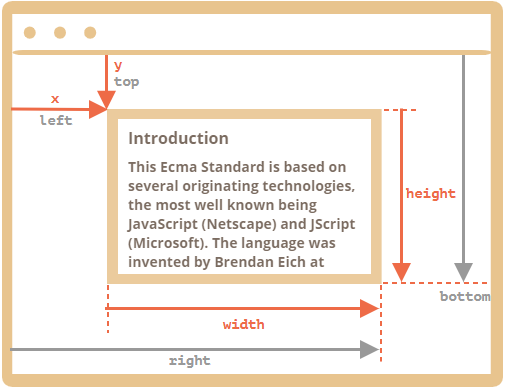 y
top
x
left
Introduction
This Ecma Standard is based on
several originating technologies,
the most well known being
JavaScript (Netscape) and JScript
(Microsoft). The language was
invented by Brendan Eich at
height
bottom
width
right